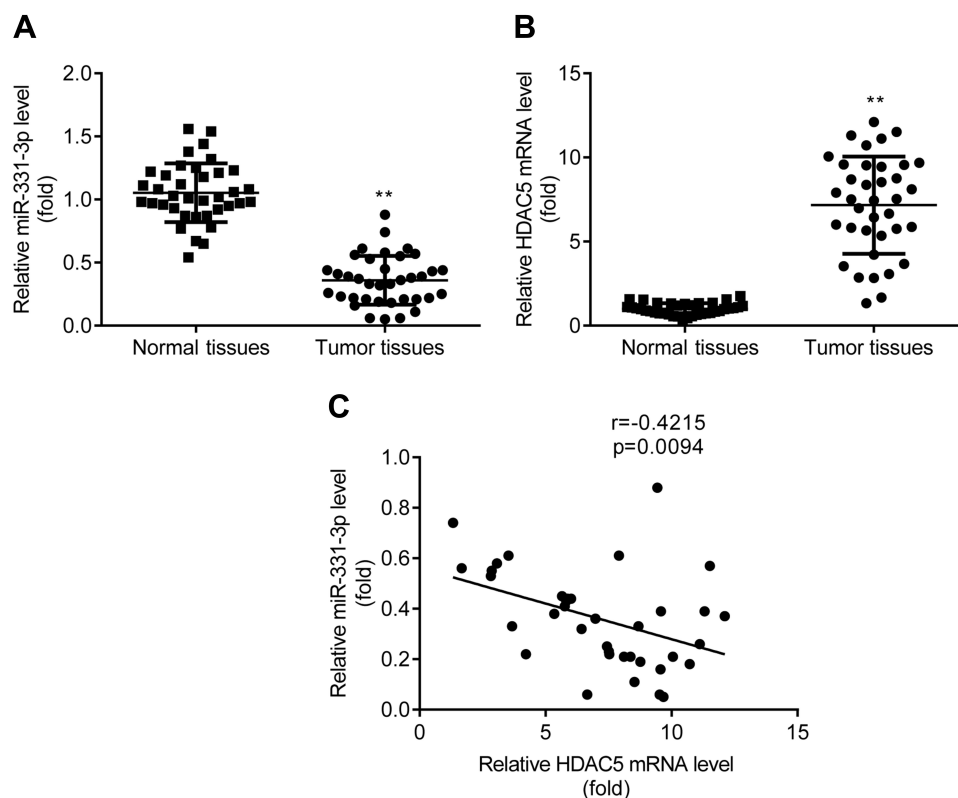 A
Relative miR-331-3p level
(fold)
2.0
1.5
1.0
0.5
0.0
**
Normal tissues
Tumor tissues
B
Relative HDAC5 mRNA level
(fold)
15
10
5
0
**
Normal tissues
Tumor tissues
C
r=-0.4215
p=0.0094
Relative miR-331-3p level
(fold)
1.0
0.8
0.6
0.4
0.2
0.0
0
5
10
15
Relative HDAC5 mRNA level
(fold)